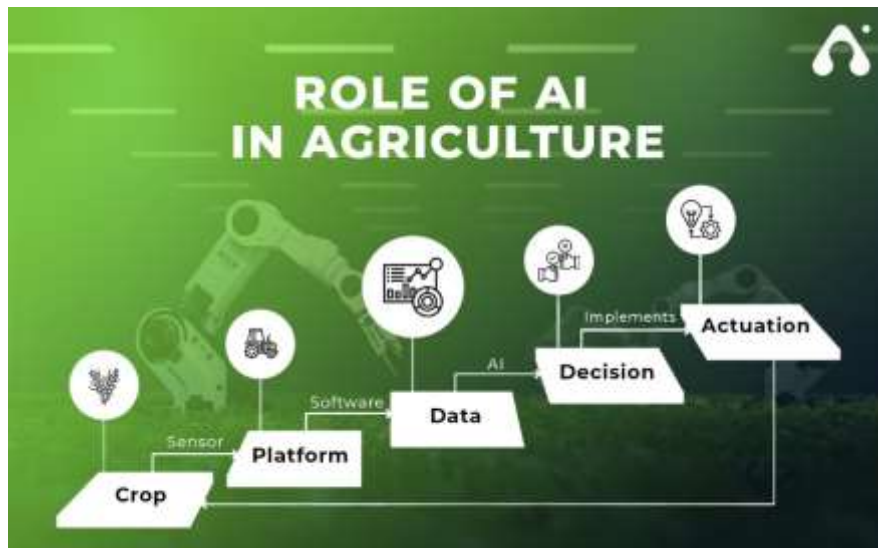 ROLE OF AI
IN AGRICULTURE
Implements
Actuation
AI
Decision
Software
Data
Sensor
Platform
Crop